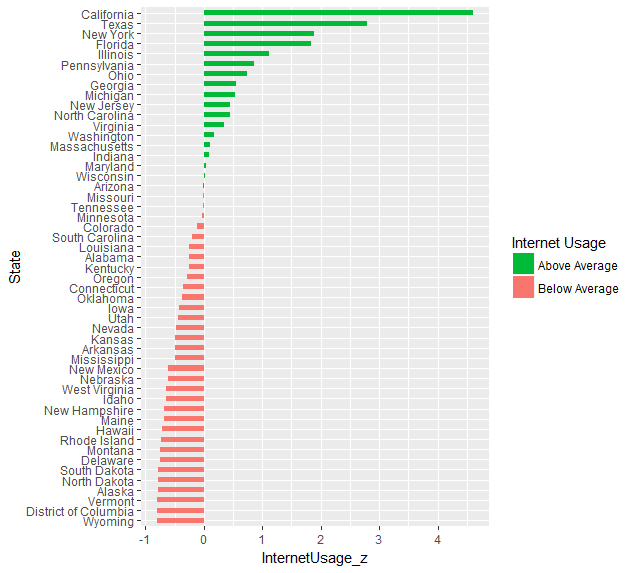 California
Texas
New York
Florida
Illinois
Pennsylvania
Ohio
Georgia
Michigan
New Jersey
North Carolina
Virginia
Washington
Massachusetts
Indiana
Maryland
Wisconsin
Arizona
Missouri
Tennessee
Minnesota
Colorado
South Carolina
Louisiana
Alabama
Kentucky
Oregon
Connecticut
Oklahoma
Iowa
Utah
Nevada
Kansas
Arkansas
Mississippi
New Mexico
Nebraska
West Virginia
Idaho
New Hampshire
Maine
Hawaii
Rhode Island
Montana
Delaware
South Dakota
North Dakota
Alaska
Vermont
District of Columbia
Wyoming
State
-1 0 1 2 3 4
InternetUsage_z
Internet Usage
Above Average
Below Average